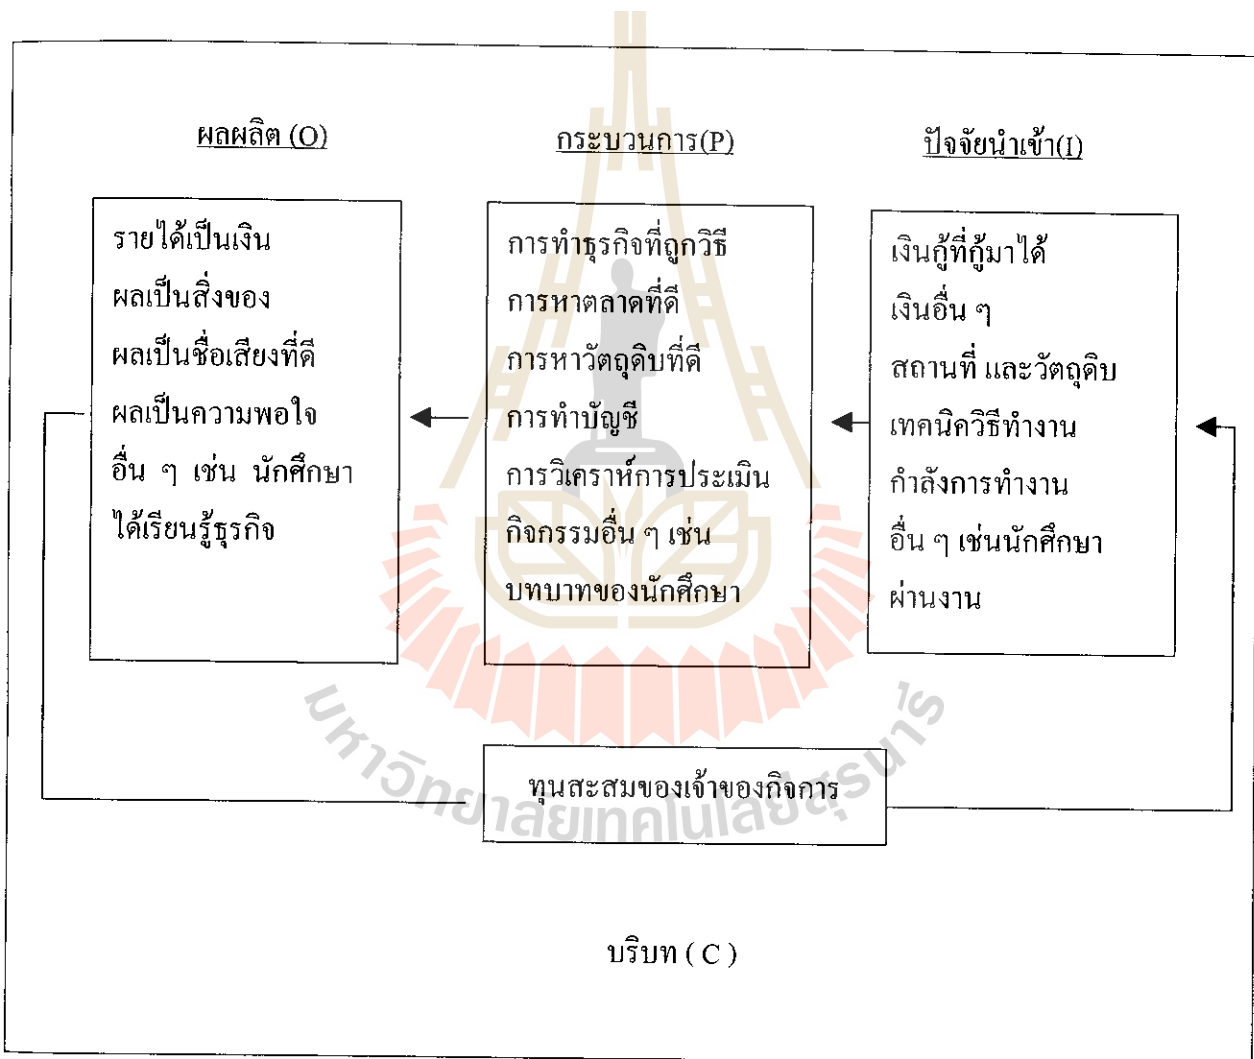 ผลผลิต (O)
รายได้เป็นเงิน
ผลเป็นสิ่งของ
ผลเป็นชื่อเสียงที่ดี
ผลเป็นความพอใจ
อื่น ๆ เช่น นักศึกษา
ได้เรียนรู้ธุรกิจ
กระบวนการ(P)
การทำธุรกิจที่ถูกวิธี
การหาตลาดที่ดี
การหาวัตถุดิบที่ดี
การทำบัญชี
การวิเคราห์การประเมิน
กิจกรรมอื่น ๆ เช่น
บทบาทของนักศึกษา
ปัจจัยนำเข้า(I)
เงินกู้ที่กู้มาได้
เงินอื่น ๆ
สถานที่ และวัตถุดิบ
เทคนิควิธีทำงาน
กำลังการทำงาน
อื่น ๆ เช่นนักศึกษา
ผ่านงาน
ทุนสะสมของเจ้าของกิจการ
บริบท ( C )
มหาวิทยาลัยเทคโนโลยีสุรนารี